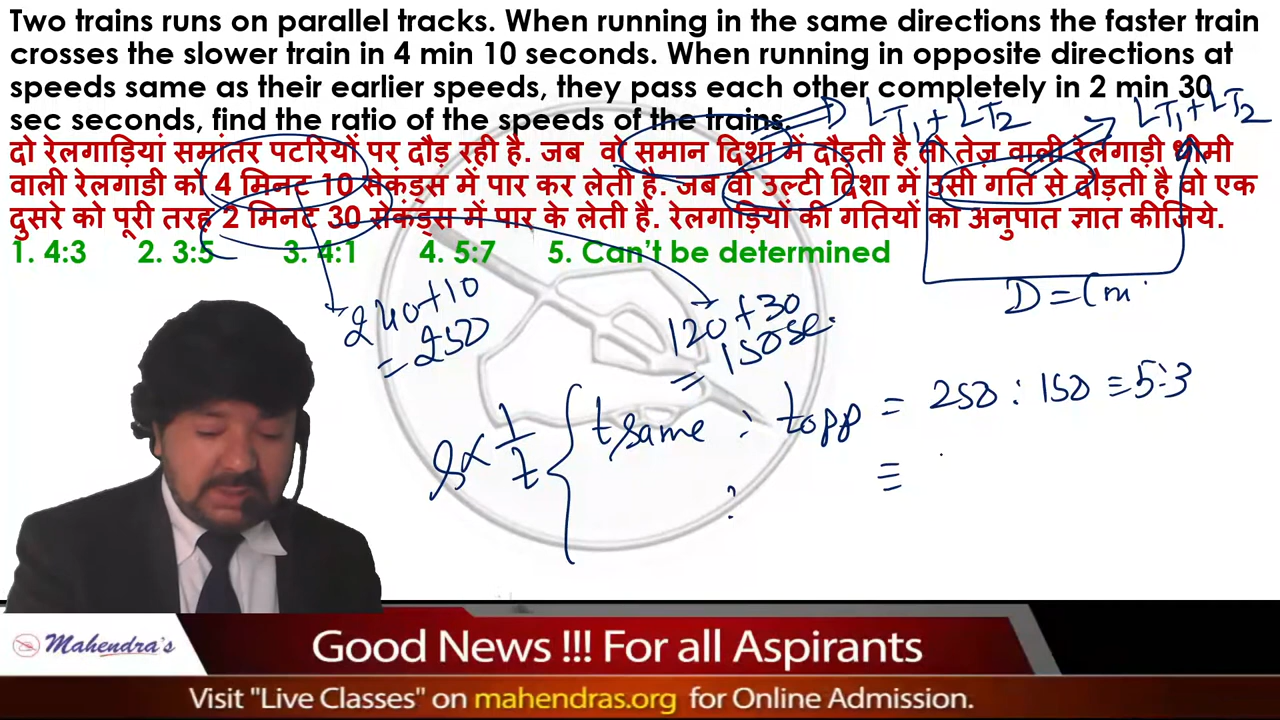 Two trains runs on parallel tracks. When running in the same directions the faster train
crosses the slower train in 4 min 10 seconds. When running in opposite directions at
speeds same as their earlier speeds, they pass each other completely in 2 min 30
sec seconds, find the ratio of the speeds of the trains.
D LT1 + LT2
LT1 + LT2
दो रेलगाड़ियां समांतर पटरियों पर दौड़ रही है. जब वो समान दिशा में दौड़ती है तो तेज़ वाली रेलगाड़ी धीमी
वाली रेलगाडी को 4 मिनट 10 सेकंड्स में पार कर लेती है. जब वो उल्टी दिशा में उसी गति से दौड़ती है वो एक
दुसरे को पूरी तरह 2 मिनट 30 सेकंड्स में पार के लेती है. रेलगाड़ियों की गतियों का अनुपात ज्ञात कीजिये.
1. 4:3 2. 3:5 3. 4:1 4. 5:7 5. Can't be determined
240+10
= 250
120+30
= 150 sec.
D = Cm.
S ∝ 1/t { t same : t opp = 250 : 150 = 5:3
: ≡
Mahendra's
Good News !!! For all Aspirants
Visit "Live Classes" on mahendras.org for Online Admission.